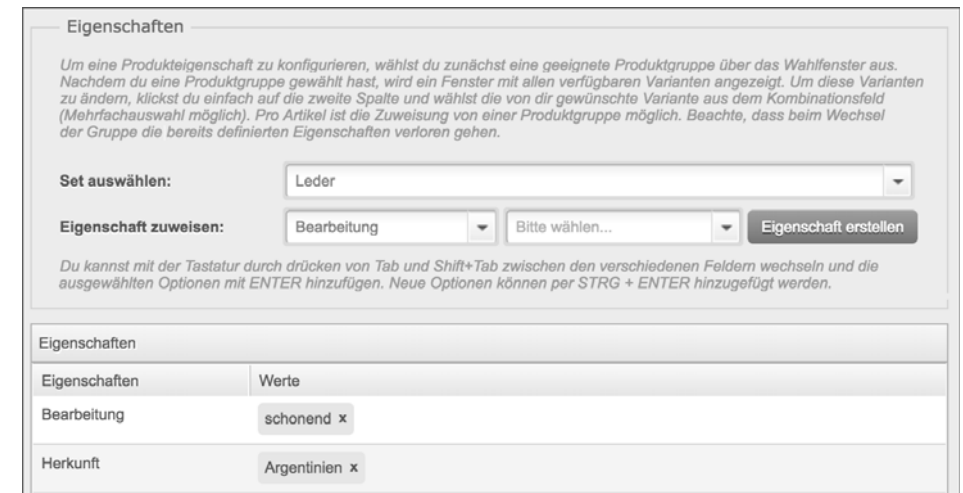 Eigenschaften
Um eine Produkteigenschaft zu konfigurieren, wählst du zunächst eine geeignete Produktgruppe über das Wahlfenster aus.
Nachdem du eine Produktgruppe gewählt hast, wird ein Fenster mit allen verfügbaren Varianten angezeigt. Um diese Varianten
zu ändern, klickst du einfach auf die zweite Spalte und wählst die von dir gewünschte Variante aus dem Kombinationsfeld
(Mehrfachauswahl möglich). Pro Artikel ist die Zuweisung von einer Produktgruppe möglich. Beachte, dass beim Wechsel
der Gruppe die bereits definierten Eigenschaften verloren gehen.
Set auswählen: Leder
Eigenschaft zuweisen: Bearbeitung Bitte wählen... Eigenschaft erstellen
Du kannst mit der Tastatur durch drücken von Tab und Shift+Tab zwischen den verschiedenen Feldern wechseln und die
ausgewählten Optionen mit ENTER hinzufügen. Neue Optionen können per STRG + ENTER hinzugefügt werden.
Eigenschaften
Eigenschaften Werte
Bearbeitung schonend x
Herkunft Argentinien x